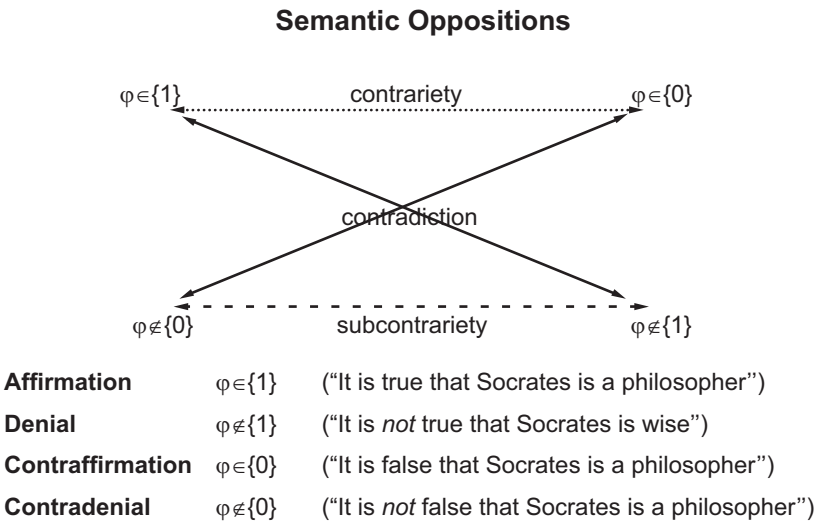 Semantic Oppositions
φ∈{1} contrariety φ∈{0}
contradiction
φ∉{0} subcontrariety φ∉{1}
Affirmation φ∈{1} (“It is true that Socrates is a philosopher’’)
Denial φ∉{1} (“It is not true that Socrates is wise’’)
Contraffirmation φ∈{0} (“It is false that Socrates is a philosopher’’)
Contradenial φ∉{0} (“It is not false that Socrates is a philosopher’’)